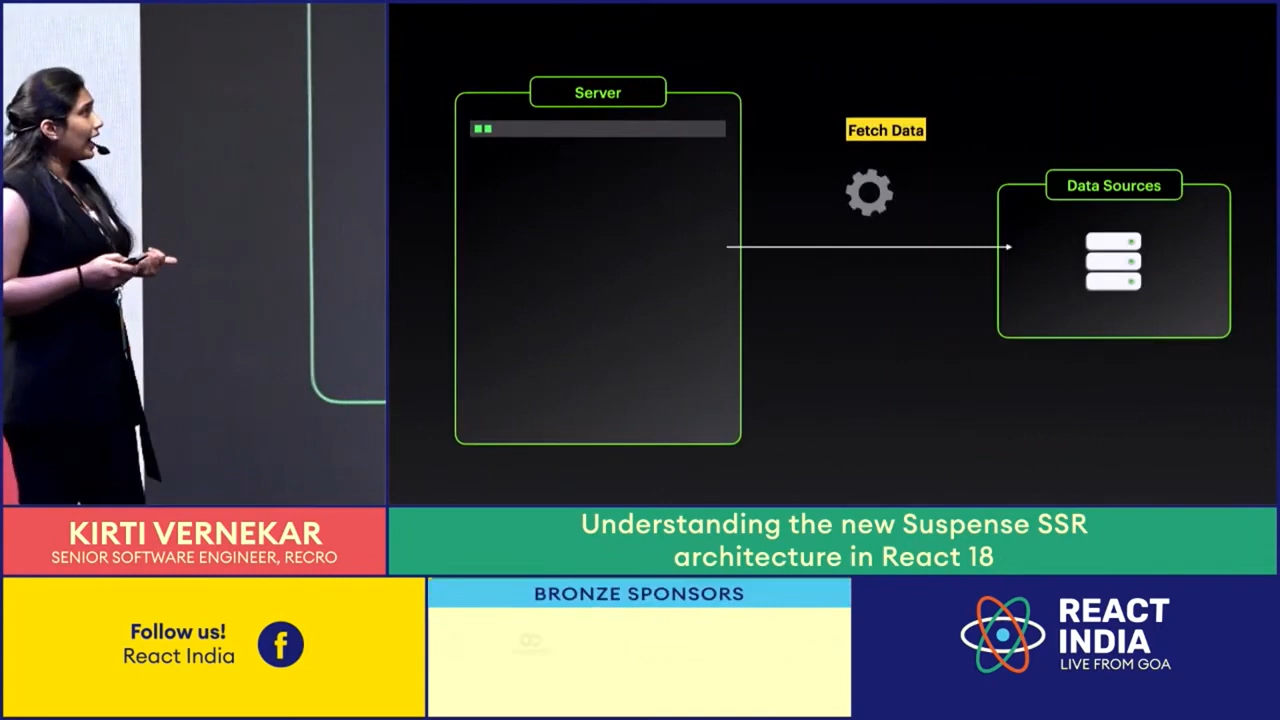 Server
Fetch Data
Data Sources
KIRTI VERNEKAR
SENIOR SOFTWARE ENGINEER, RECRO
Understanding the new Suspense SSR
architecture in React 18
Follow us!
React India
BRONZE SPONSORS
REACT
INDIA
LIVE FROM GOA